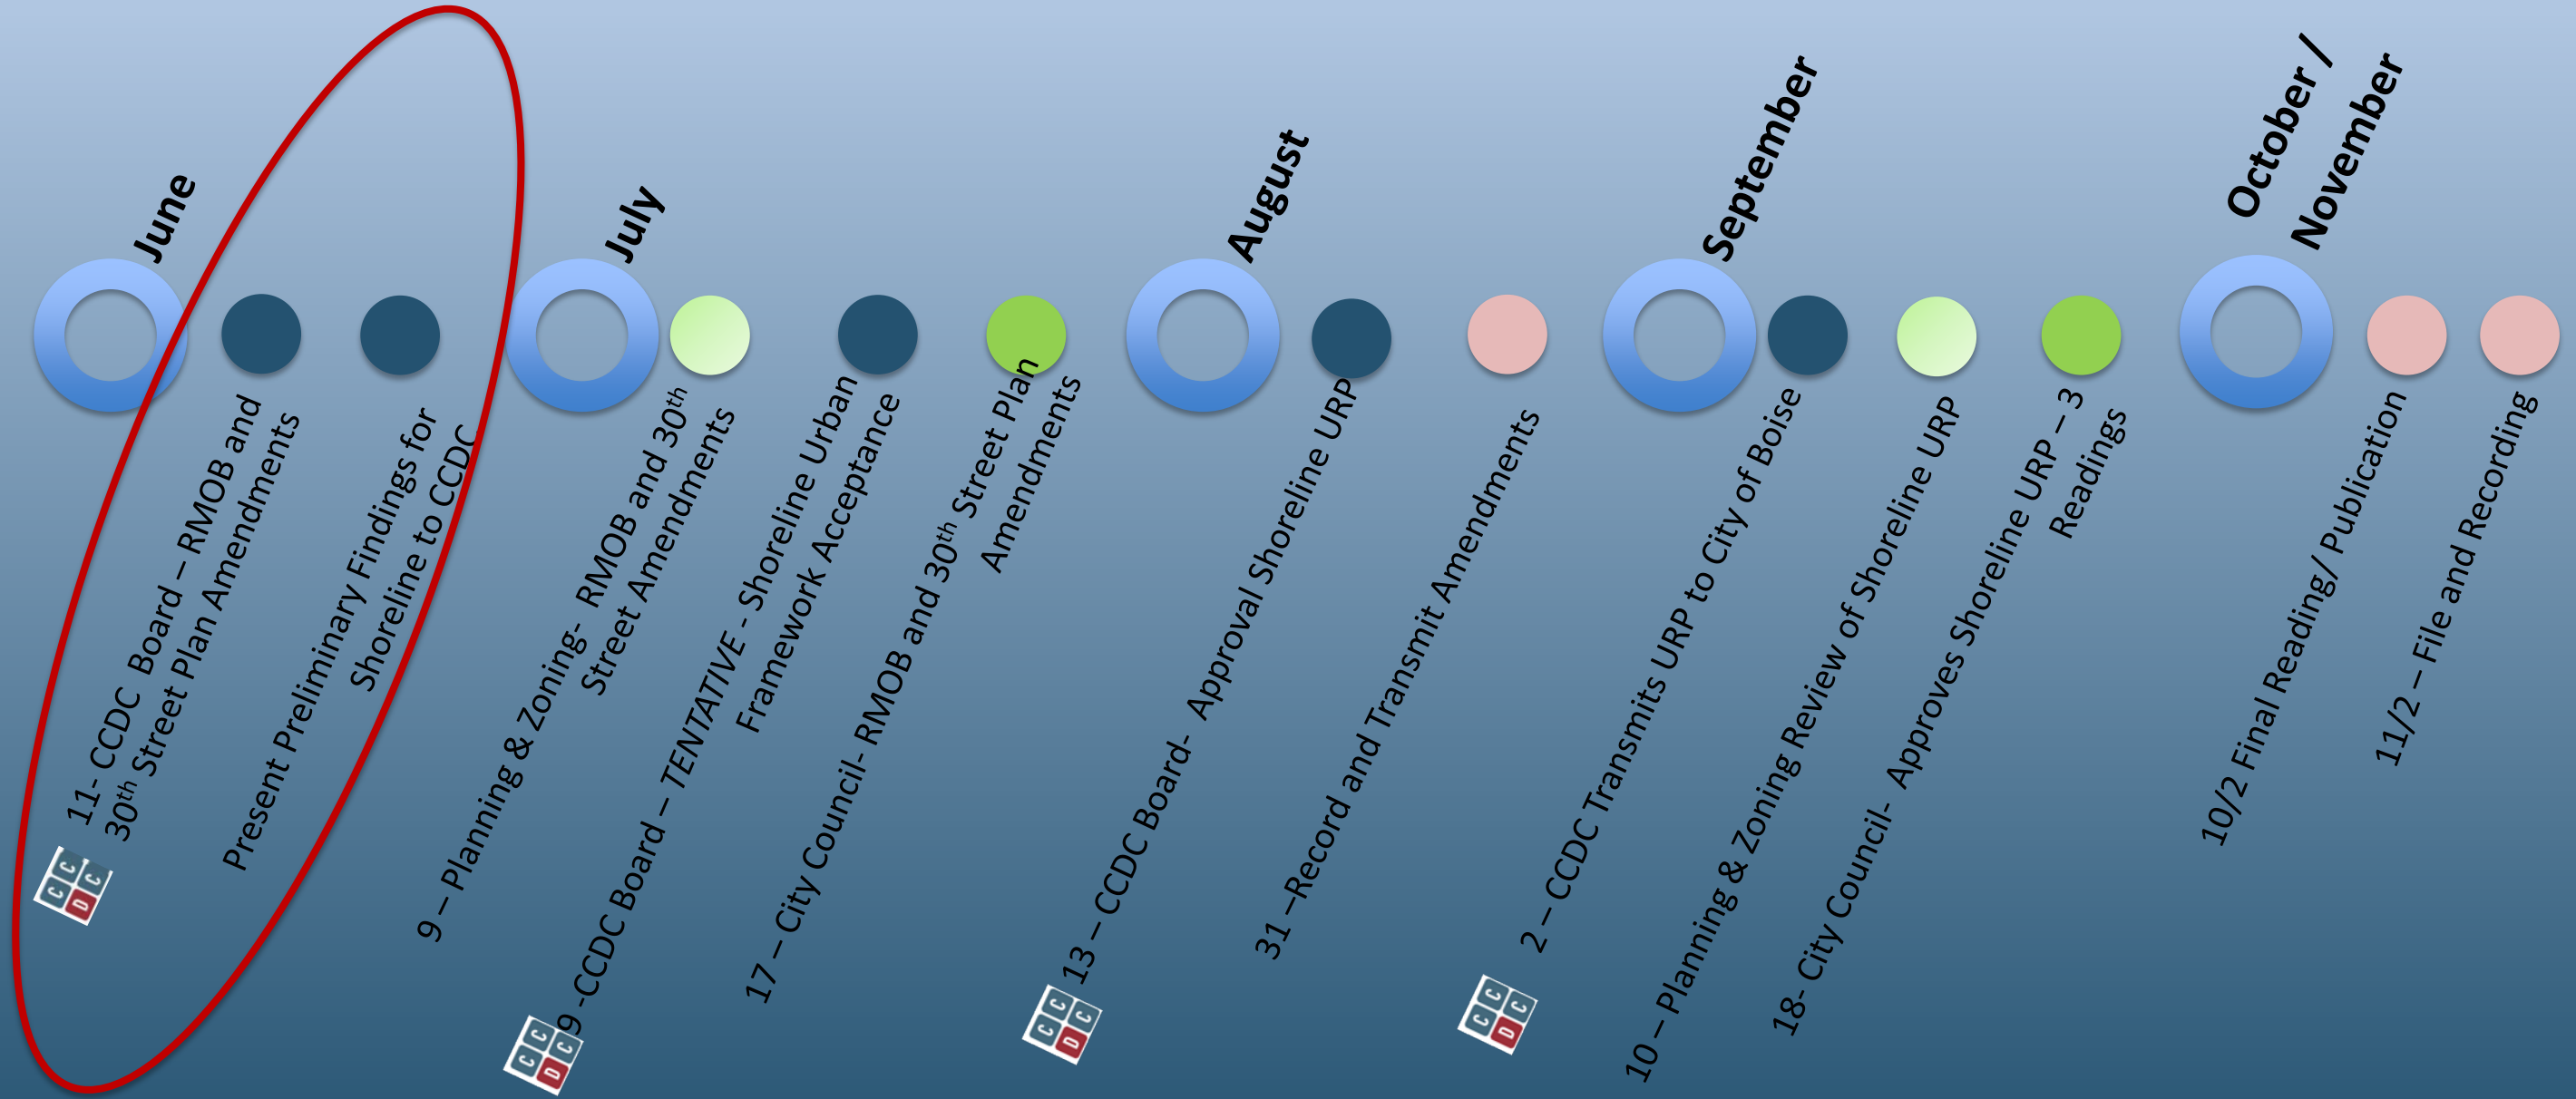 June
11- CCDC Board – RMOB and
30th Street Plan Amendments
Present Preliminary Findings for
Shoreline to CCDC
C C
D C
July
9 – Planning & Zoning- RMOB and 30th
Street Amendments
9 -CCDC Board – TENTATIVE - Shoreline Urban
Framework Acceptance
C C
D C
17 – City Council- RMOB and 30th Street Plan
Amendments
August
13 – CCDC Board- Approval Shoreline URP
C C
D C
31 –Record and Transmit Amendments
September
2 – CCDC Transmits URP to City of Boise
C C
D C
10 – Planning & Zoning Review of Shoreline URP
18- City Council- Approves Shoreline URP – 3
Readings
October /
November
10/2 Final Reading/ Publication
11/2 – File and Recording